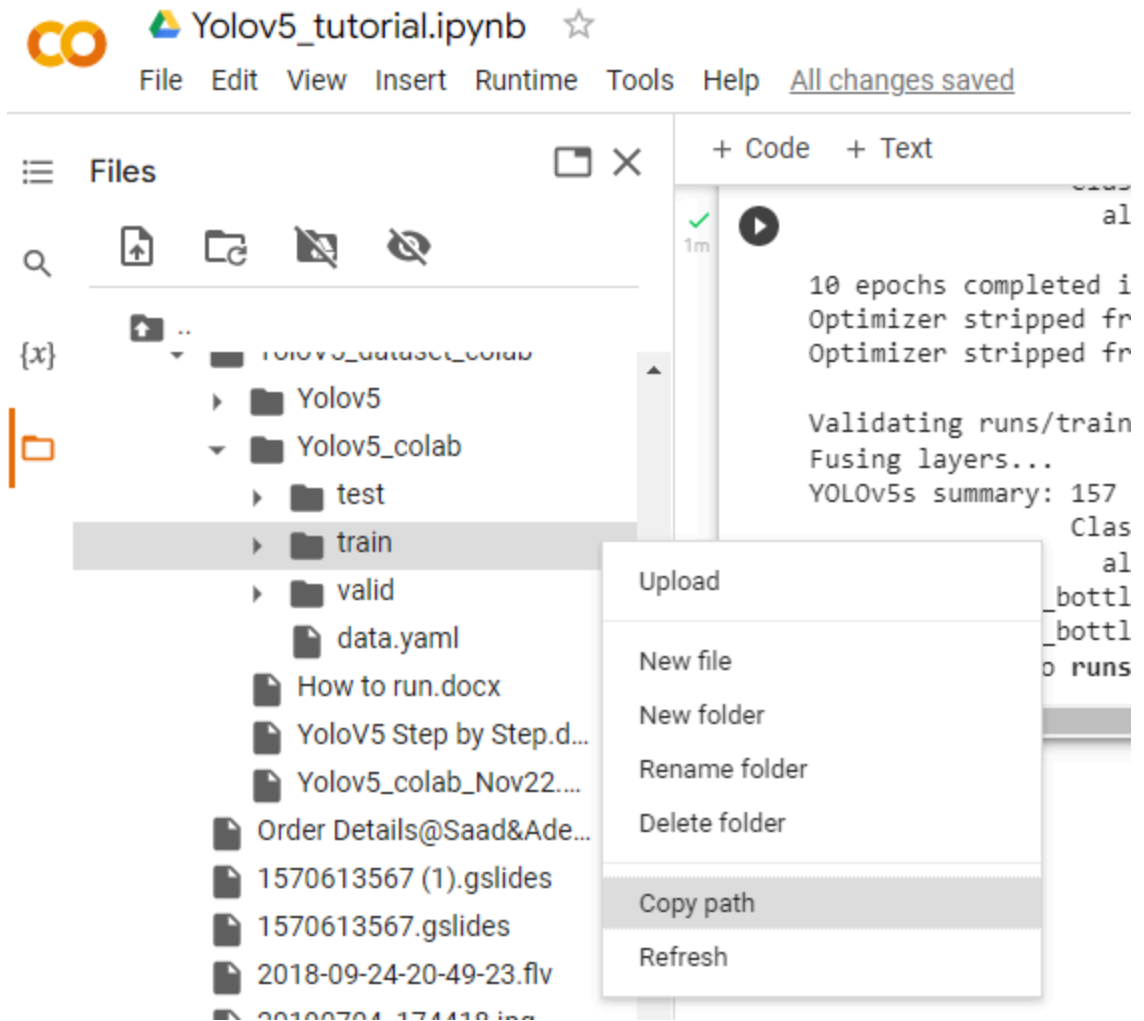 Yolov5_tutorial.ipynb
File Edit View Insert Runtime Tools Help All changes saved
Files
+ Code + Text
{x}
..
YoloV5_dataset_colab
Yolov5
Yolov5_colab
test
train
valid
data.yaml
How to run.docx
YoloV5 Step by Step.d...
Yolov5_colab_Nov22....
Order Details@Saad&Ade...
1570613567 (1).gslides
1570613567.gslides
2018-09-24-20-49-23.flv
Upload
New file
New folder
Rename folder
Delete folder
Copy path
Refresh
1m
al
10 epochs completed i
Optimizer stripped fr
Optimizer stripped fr
Validating runs/train
Fusing layers...
YOLOv5s summary: 157
Clas
al
_bottl
_bottl
o runs